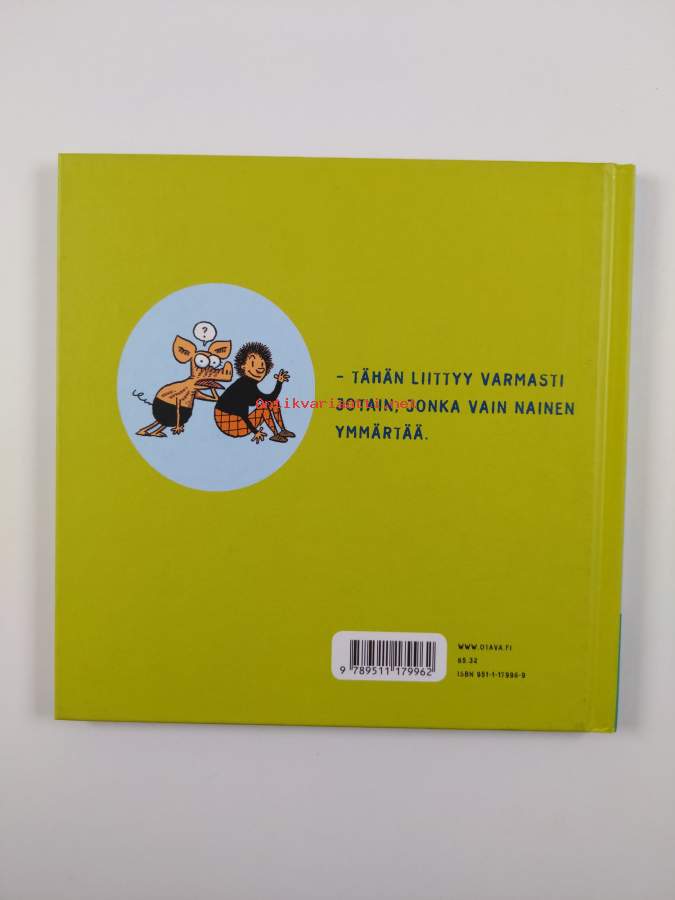 ?
- TÄHÄN LIITTYY VARMASTI
JOTAIN, JONKA VAIN NAINEN
YMMÄRTÄÄ.
Antikvariaatti.net
WWW.OTAVA.FI
85.32
ISBN 951-1-17996-9
9 789511 179962